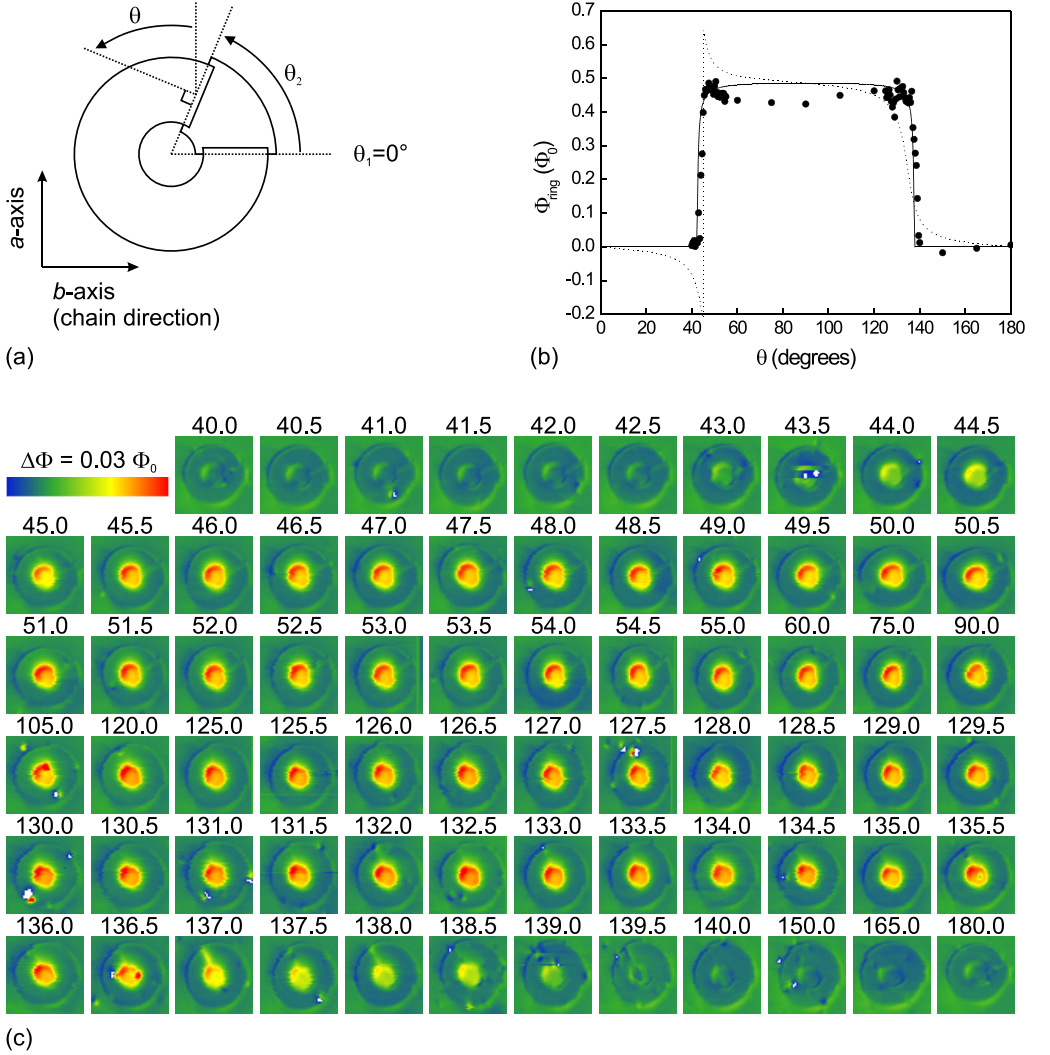 θ
θ2
θ1=0°
a-axis
b-axis
(chain direction)
(a)
0.7
0.6
0.5
0.4
0.3
0.2
0.1
0.0
-0.1
-0.2
Φring (Φ0)
0 20 40 60 80 100 120 140 160 180
θ (degrees)
(b)
40.0 40.5 41.0 41.5 42.0 42.5 43.0 43.5 44.0 44.5
ΔΦ = 0.03 Φ0
45.0 45.5 46.0 46.5 47.0 47.5 48.0 48.5 49.0 49.5 50.0 50.5
51.0 51.5 52.0 52.5 53.0 53.5 54.0 54.5 55.0 60.0 75.0 90.0
105.0 120.0 125.0 125.5 126.0 126.5 127.0 127.5 128.0 128.5 129.0 129.5
130.0 130.5 131.0 131.5 132.0 132.5 133.0 133.5 134.0 134.5 135.0 135.5
136.0 136.5 137.0 137.5 138.0 138.5 139.0 139.5 140.0 150.0 165.0 180.0
(c)